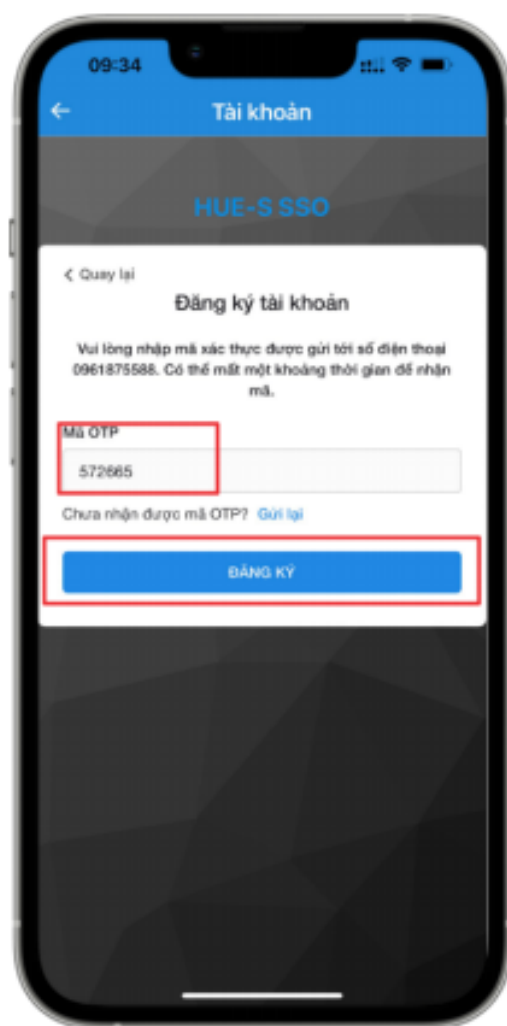 09:34
Tài khoản
HUE-S SSO
Quay lại
Đăng ký tài khoản
Vui lòng nhập mã xác thực được gửi tới số điện thoại
0961875588. Có thể mất một khoảng thời gian để nhận
mã.
Mã OTP
572665
Chưa nhận được mã OTP? Gửi lại
ĐĂNG KÝ